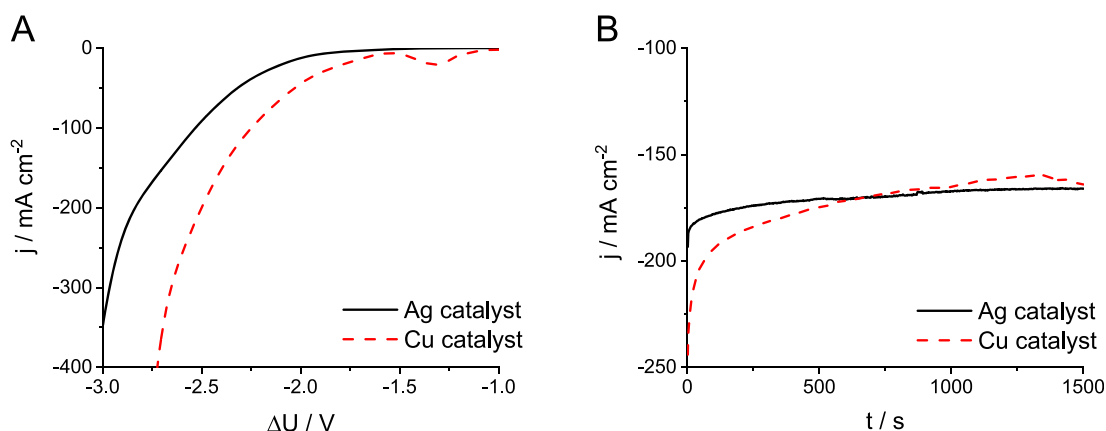 A
0
-100
-200
-300
-400
-3.0
-2.5
-2.0
-1.5
-1.0
j / mA cm⁻²
ΔU / V
Ag catalyst
Cu catalyst
B
-100
-150
-200
-250
0
500
1000
1500
j / mA cm⁻²
t / s
Ag catalyst
Cu catalyst